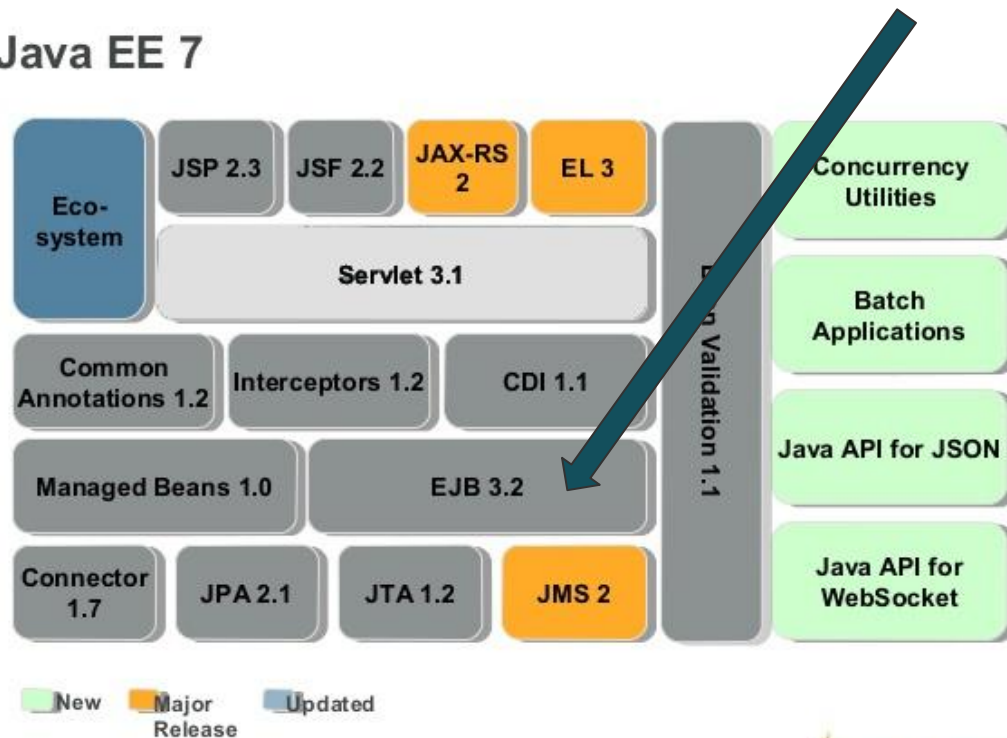 Java EE 7
Eco-
system
JSP 2.3
JSF 2.2
JAX-RS
2
EL 3
Servlet 3.1
Common
Annotations 1.2
Interceptors 1.2
CDI 1.1
Managed Beans 1.0
EJB 3.2
Connector
1.7
JPA 2.1
JTA 1.2
JMS 2
Validation 1.1
Concurrency
Utilities
Batch
Applications
Java API for JSON
Java API for
WebSocket
New
Major
Release
Updated